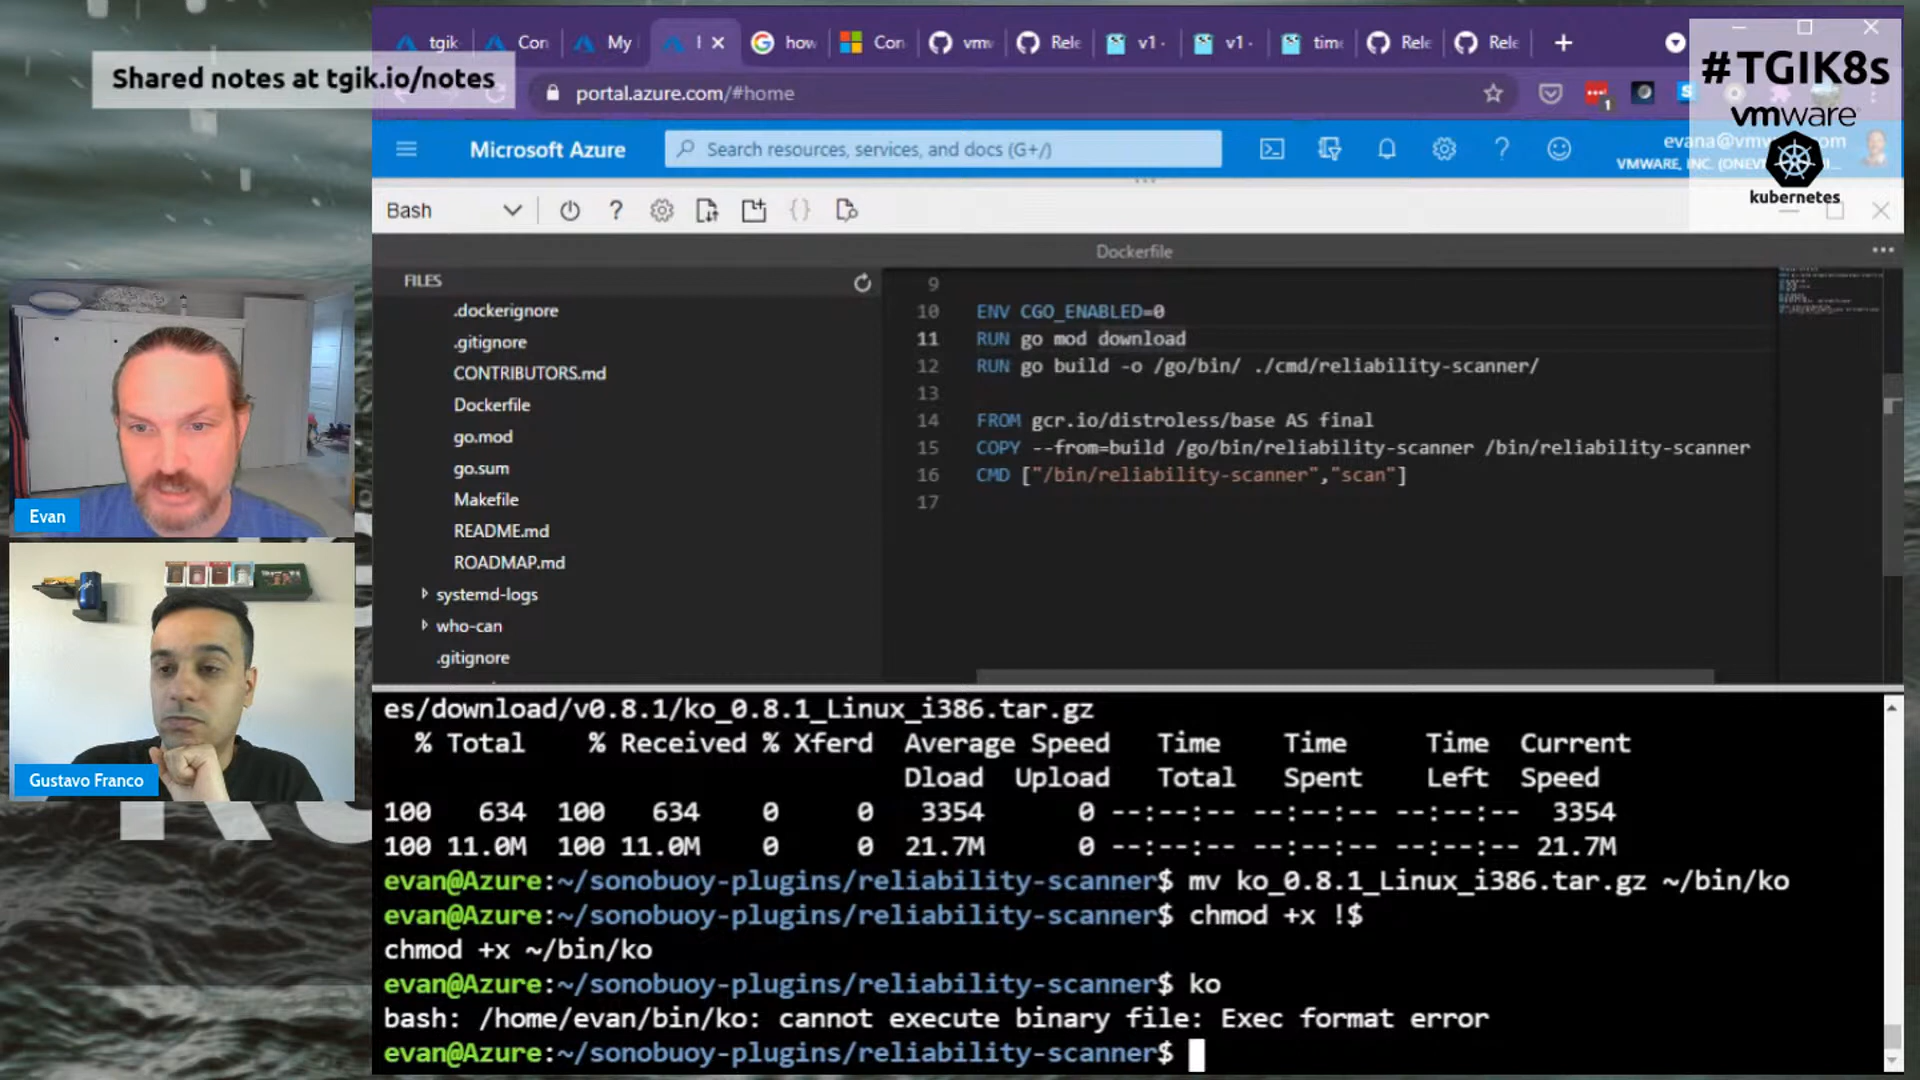 Shared notes at tgik.io/notes
tgik
Con
My
I
how
Con
vmv
Rele
v1 -
v1 -
time
Rele
Rele
portal.azure.com/#home
1
#TGIK8s
vmware
kubernetes
Microsoft Azure
Search resources, services, and docs (G+/)
VMWARE, INC.
Bash
Dockerfile
FILES
.dockerignore
.gitignore
CONTRIBUTORS.md
Dockerfile
go.mod
go.sum
Makefile
README.md
ROADMAP.md
systemd-logs
who-can
.gitignore
9
10 ENV CGO_ENABLED=0
11 RUN go mod download
12 RUN go build -o /go/bin/ ./cmd/reliability-scanner/
13
14 FROM gcr.io/distroless/base AS final
15 COPY --from=build /go/bin/reliability-scanner /bin/reliability-scanner
16 CMD ["/bin/reliability-scanner","scan"]
17
Evan
Gustavo Franco
es/download/v0.8.1/ko_0.8.1_Linux_i386.tar.gz
% Total % Received % Xferd Average Speed Time Time Time Current
Dload Upload Total Spent Left Speed
100 634 100 634 0 0 3354 0 --:--:-- --:--:-- --:--:-- 3354
100 11.0M 100 11.0M 0 0 21.7M 0 --:--:-- --:--:-- --:--:-- 21.7M
evan@Azure:~/sonobuoy-plugins/reliability-scanner$ mv ko_0.8.1_Linux_i386.tar.gz ~/bin/ko
evan@Azure:~/sonobuoy-plugins/reliability-scanner$ chmod +x !$
chmod +x ~/bin/ko
evan@Azure:~/sonobuoy-plugins/reliability-scanner$ ko
bash: /home/evan/bin/ko: cannot execute binary file: Exec format error
evan@Azure:~/sonobuoy-plugins/reliability-scanner$